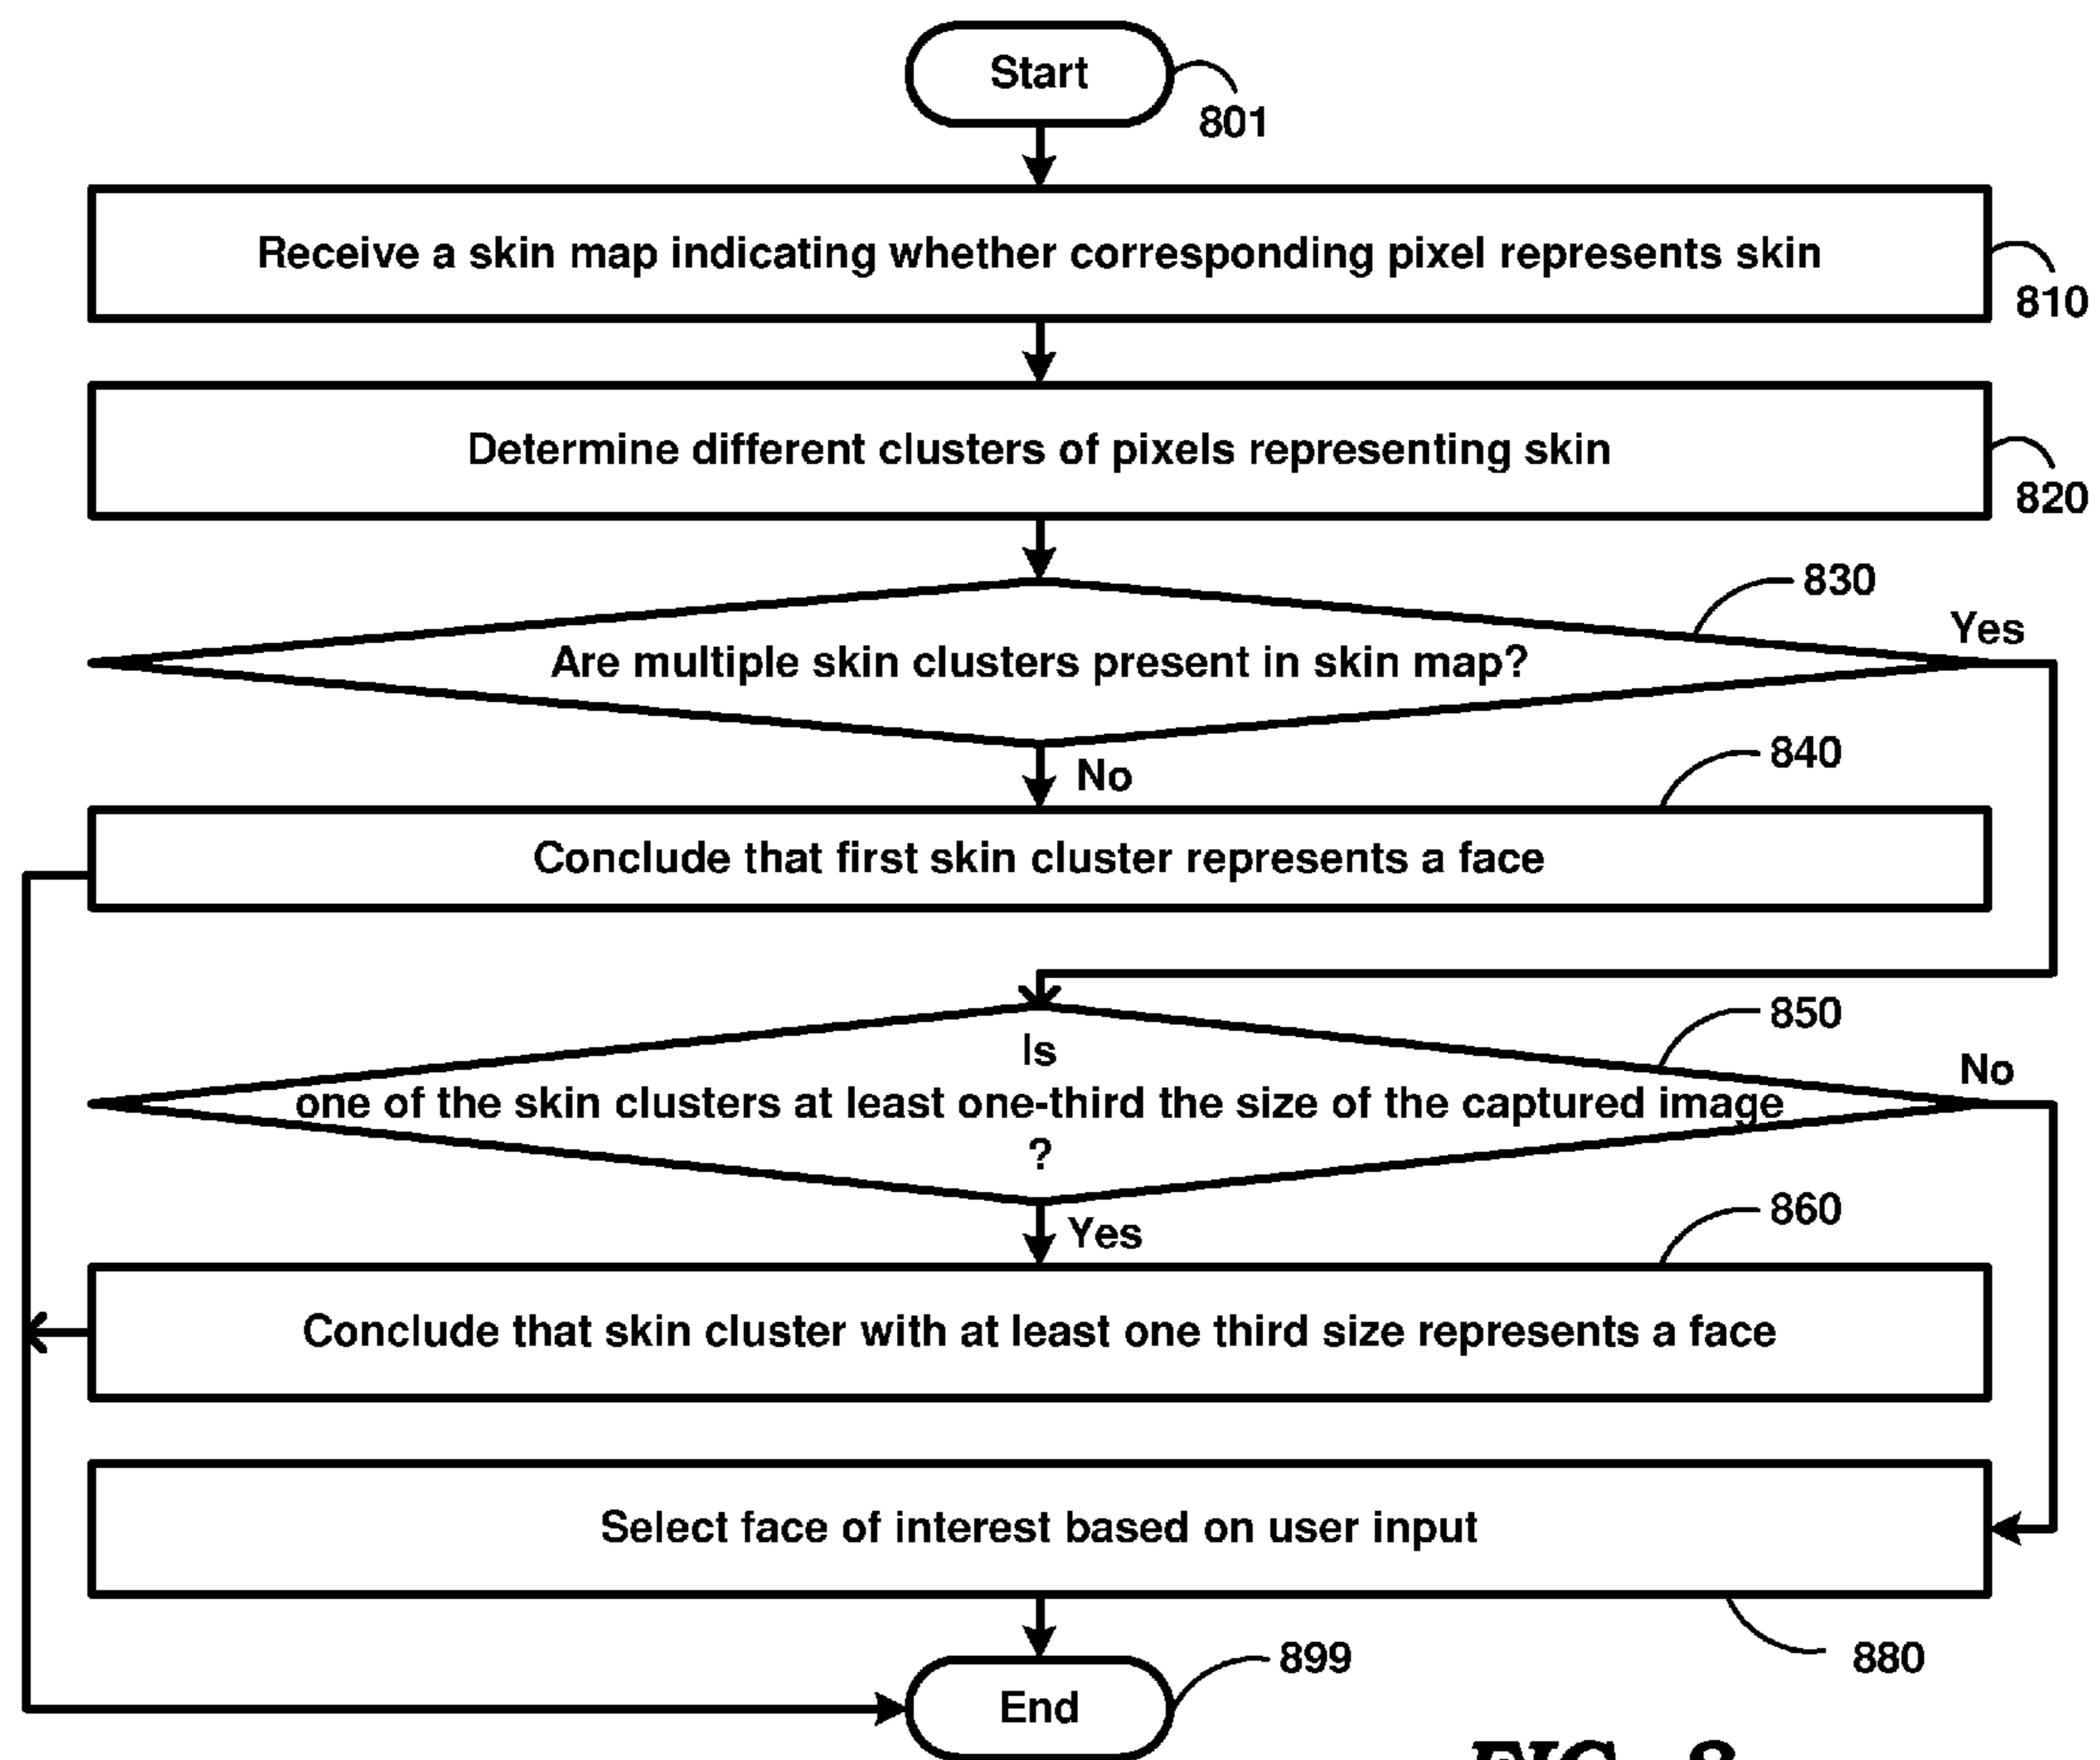 Start
801
Receive a skin map indicating whether corresponding pixel represents skin
810
Determine different clusters of pixels representing skin
820
830
Yes
Are multiple skin clusters present in skin map?
No
840
Conclude that first skin cluster represents a face
850
Is
No
one of the skin clusters at least one-third the size of the captured image
?
Yes
860
Conclude that skin cluster with at least one third size represents a face
Select face of interest based on user input
880
899
End